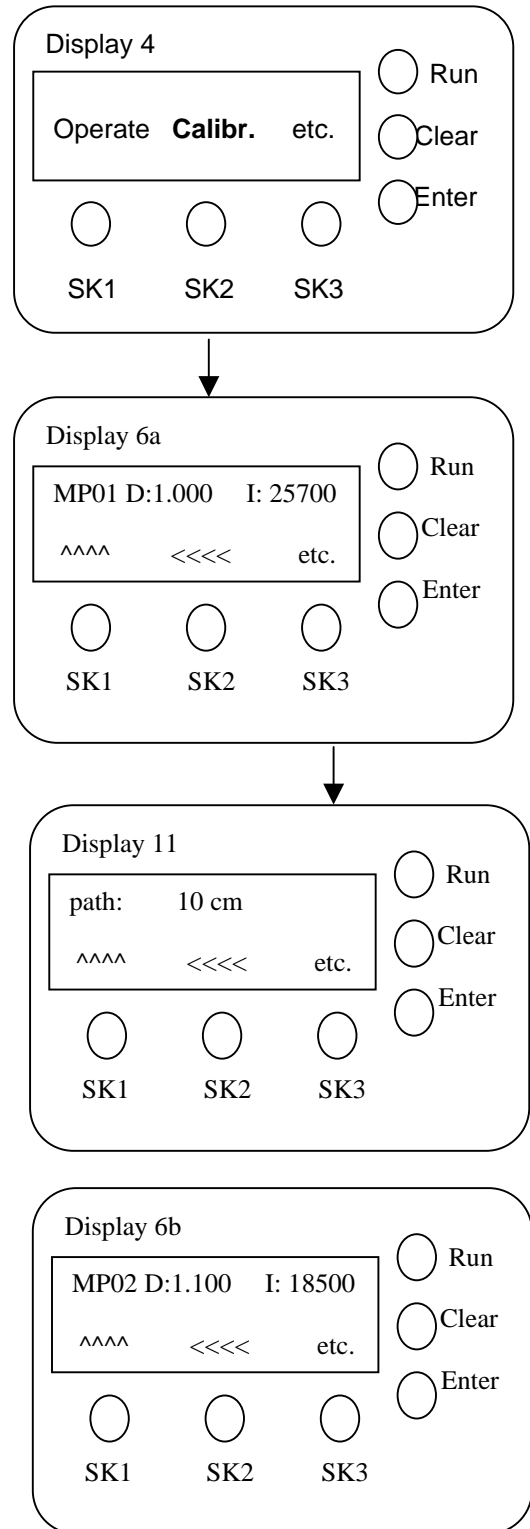 Display 4
Run
Operate Calibr. etc.
Clear
Enter
SK1 SK2 SK3
Display 6a
Run
MP01 D:1.000 I: 25700
Clear
^^^^ <<<< etc.
Enter
SK1 SK2 SK3
Display 11
Run
path: 10 cm
Clear
^^^^ <<<< etc.
Enter
SK1 SK2 SK3
Display 6b
Run
MP02 D:1.100 I: 18500
Clear
^^^^ <<<< etc.
Enter
SK1 SK2 SK3